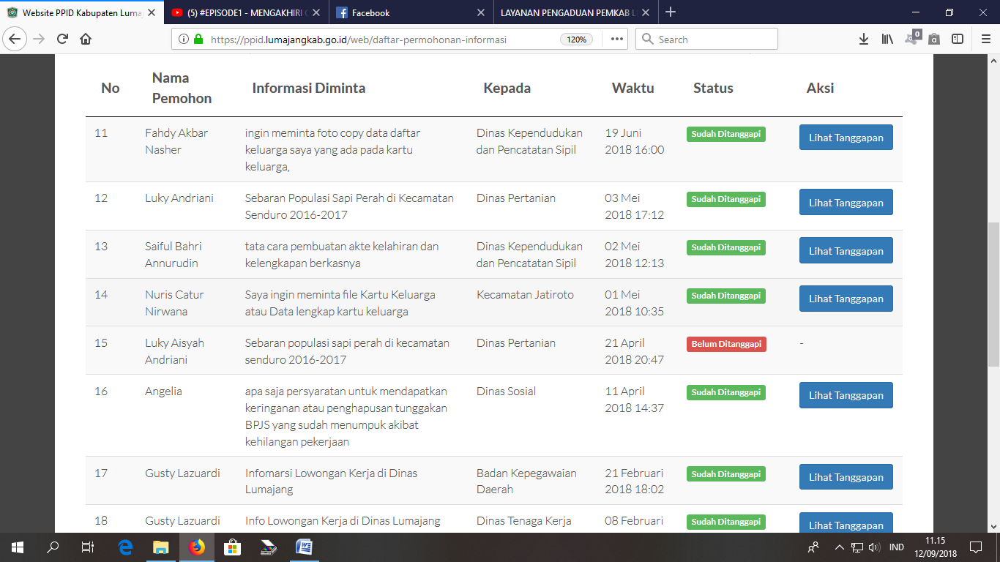 Website PPID Kabupaten Luma
(5) #EPISODE1 - MENGAKHIRI
Facebook
LAYANAN PENGADUAN PEMKAB
https://ppid.lumajangkab.go.id/web/daftar-permohonan-informasi
120%
Search
0
No
Nama
Pemohon
Informasi Diminta
Kepada
Waktu
Status
Aksi
11
Fahdy Akbar
Nasher
ingin meminta foto copy data daftar
keluarga saya yang ada pada kartu
keluarga,
Dinas Kependudukan
dan Pencatatan Sipil
19 Juni
2018 16:00
Sudah Ditanggapi
Lihat Tanggapan
12
Luky Andriani
Sebaran Populasi Sapi Perah di Kecamatan
Senduro 2016-2017
Dinas Pertanian
03 Mei
2018 17:12
Sudah Ditanggapi
Lihat Tanggapan
13
Saiful Bahri
Annurudin
tata cara pembuatan akte kelahiran dan
kelengkapan berkasnya
Dinas Kependudukan
dan Pencatatan Sipil
02 Mei
2018 12:13
Sudah Ditanggapi
Lihat Tanggapan
14
Nuris Catur
Nirwana
Saya ingin meminta file Kartu Keluarga
atau Data lengkap kartu keluarga
Kecamatan Jatiroto
01 Mei
2018 10:35
Sudah Ditanggapi
Lihat Tanggapan
15
Luky Aisyah
Andriani
Sebaran populasi sapi perah di kecamatan
senduro 2016-2017
Dinas Pertanian
21 April
2018 20:47
Belum Ditanggapi
-
16
Angelia
apa saja persyaratan untuk mendapatkan
keringanan atau penghapusan tunggakan
BPJS yang sudah menumpuk akibat
kehilangan pekerjaan
Dinas Sosial
11 April
2018 14:37
Sudah Ditanggapi
Lihat Tanggapan
17
Gusty Lazuardi
Infomarsi Lowongan Kerja di Dinas
Lumajang
Badan Kepegawaian
Daerah
21 Februari
2018 18:02
Sudah Ditanggapi
Lihat Tanggapan
18
Gusty Lazuardi
Info Lowongan Kerja di Dinas Lumajang
Dinas Tenaga Kerja
08 Februari
Sudah Ditanggapi
Lihat Tanggapan
IND
11.15
12/09/2018